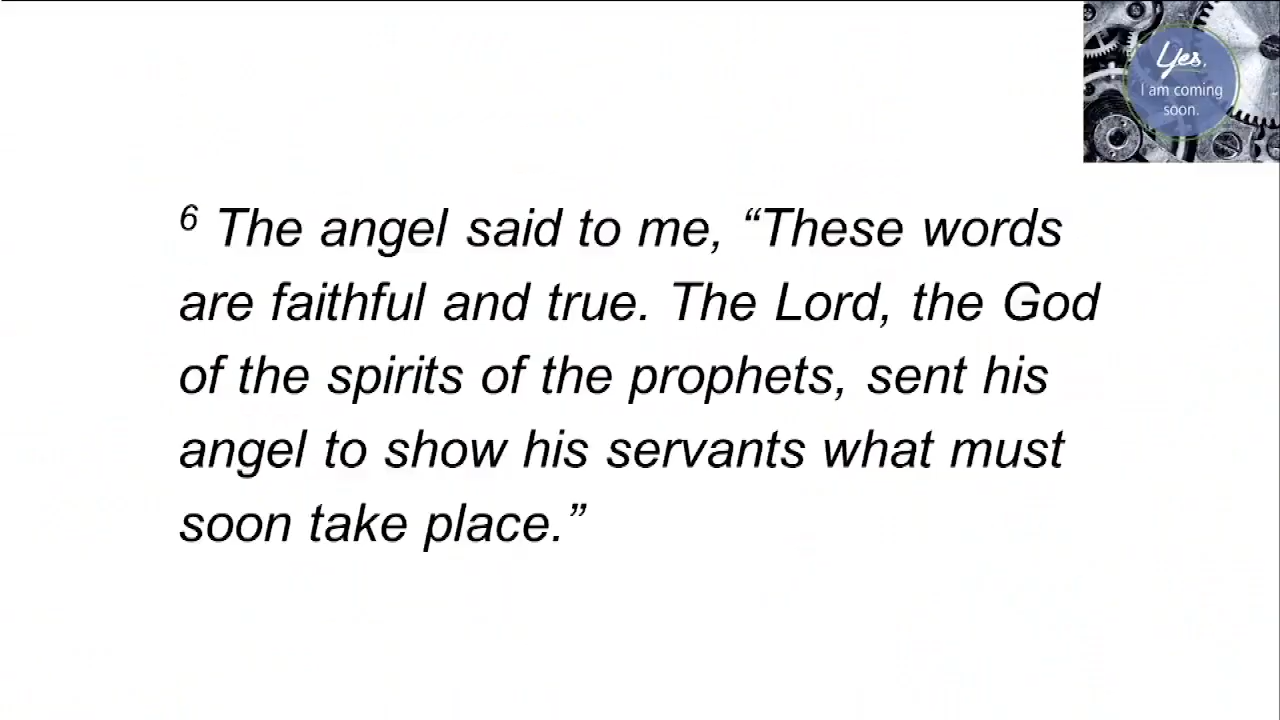 Yes,
I am coming
soon.
6 The angel said to me, “These words
are faithful and true. The Lord, the God
of the spirits of the prophets, sent his
angel to show his servants what must
soon take place.”